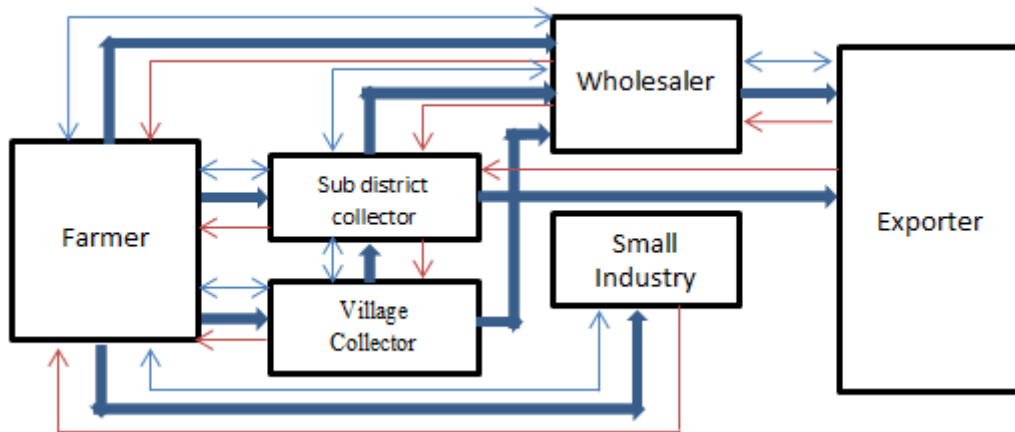 Wholesaler
Sub district
collector
Farmer
Exporter
Small
Industry
Village
Collector